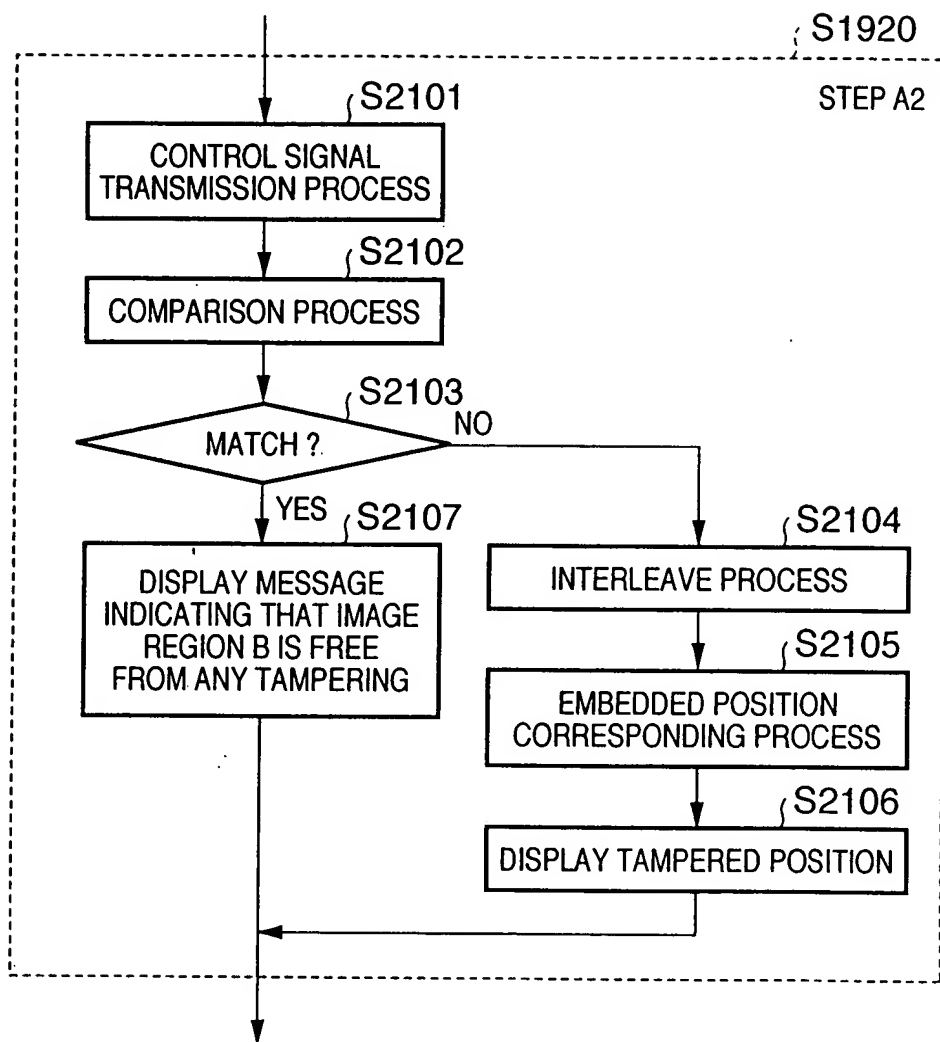 S1920
STEP A2
S2101
CONTROL SIGNAL
TRANSMISSION PROCESS
S2102
COMPARISON PROCESS
S2103
MATCH ?
NO
YES
S2107
DISPLAY MESSAGE
INDICATING THAT IMAGE
REGION B IS FREE
FROM ANY TAMPERING
S2104
INTERLEAVE PROCESS
S2105
EMBEDDED POSITION
CORRESPONDING PROCESS
S2106
DISPLAY TAMPERED POSITION